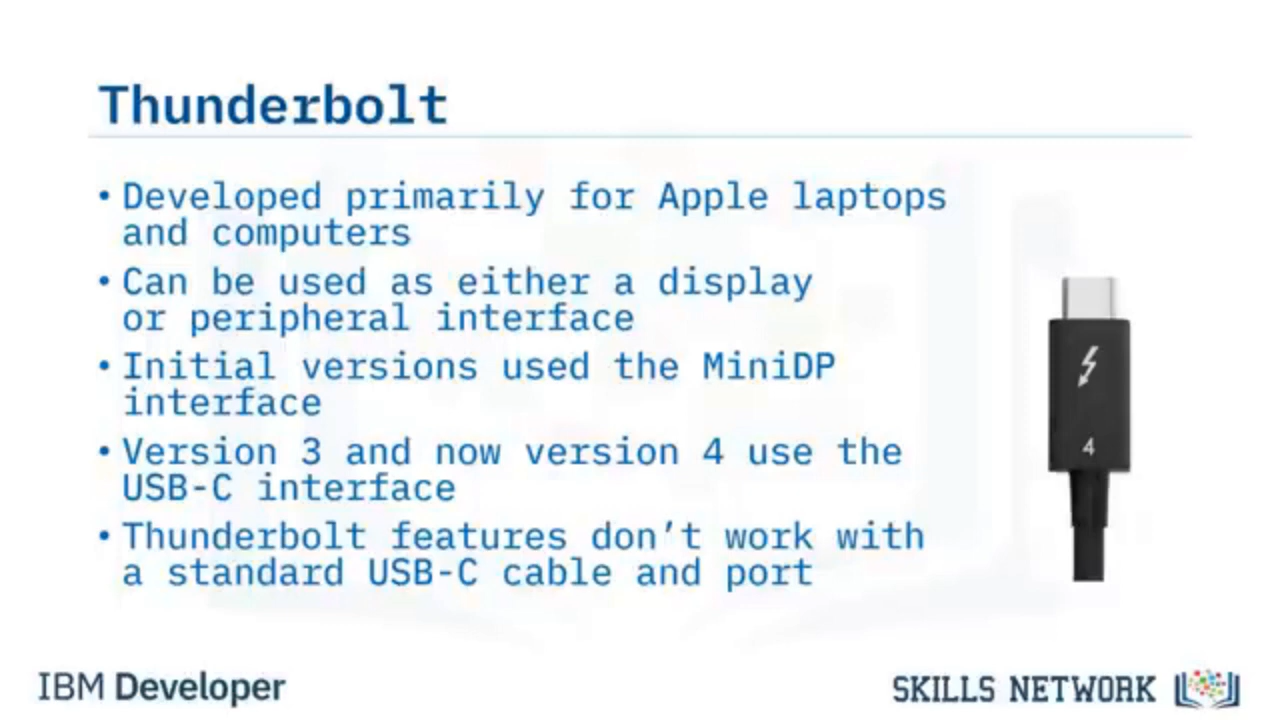 Thunderbolt
• Developed primarily for Apple laptops
and computers
• Can be used as either a display
or peripheral interface
• Initial versions used the MiniDP
interface
• Version 3 and now version 4 use the
USB-C interface
• Thunderbolt features don’t work with
a standard USB-C cable and port
4
IBM Developer
SKILLS NETWORK